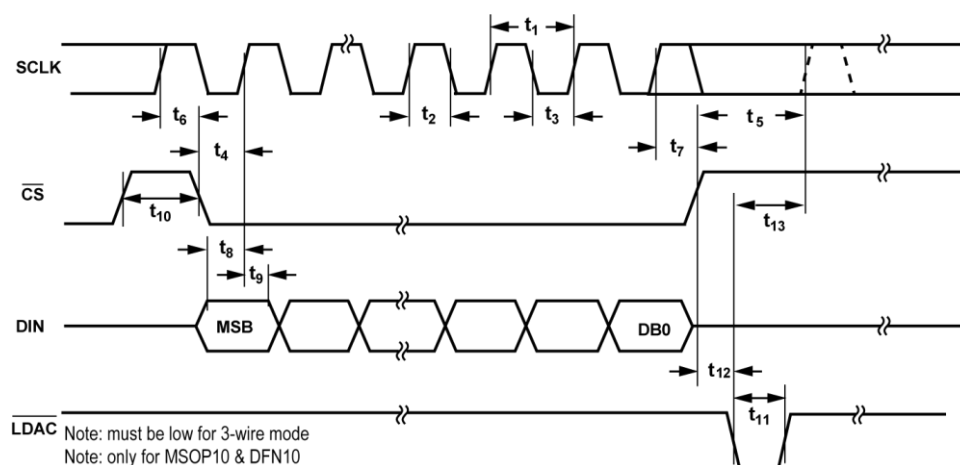 t1
SCLK
t6
t2
t3
t5
t4
t7
CS
t10
t13
t8
t9
DIN
MSB
DB0
t12
t11
LDAC
Note: must be low for 3-wire mode
Note: only for MSOP10 & DFN10